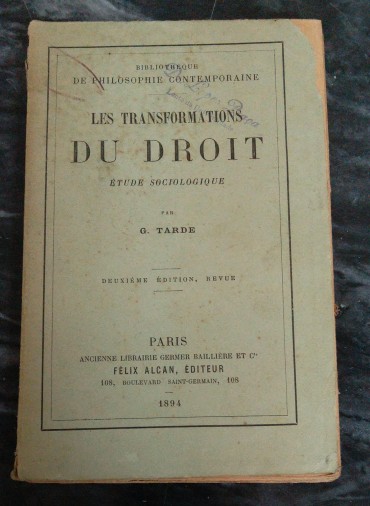 BIBLIOTHÈQUE
DE PHILOSOPHIE CONTEMPORAINE
LES TRANSFORMATIONS
DU DROIT
ÉTUDE SOCIOLOGIQUE
PAR
G. TARDE
DEUXIÈME ÉDITION, REVUE
PARIS
ANCIENNE LIBRAIRIE GERMER BAILLIÈRE ET Cie
FÉLIX ALCAN, ÉDITEUR
108, BOULEVARD SAINT-GERMAIN, 108
1894